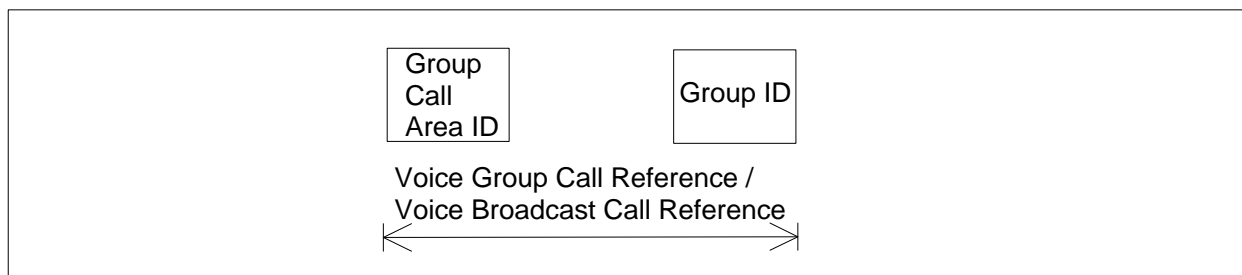 Group
Call
Area ID
Group ID
Voice Group Call Reference /
Voice Broadcast Call Reference